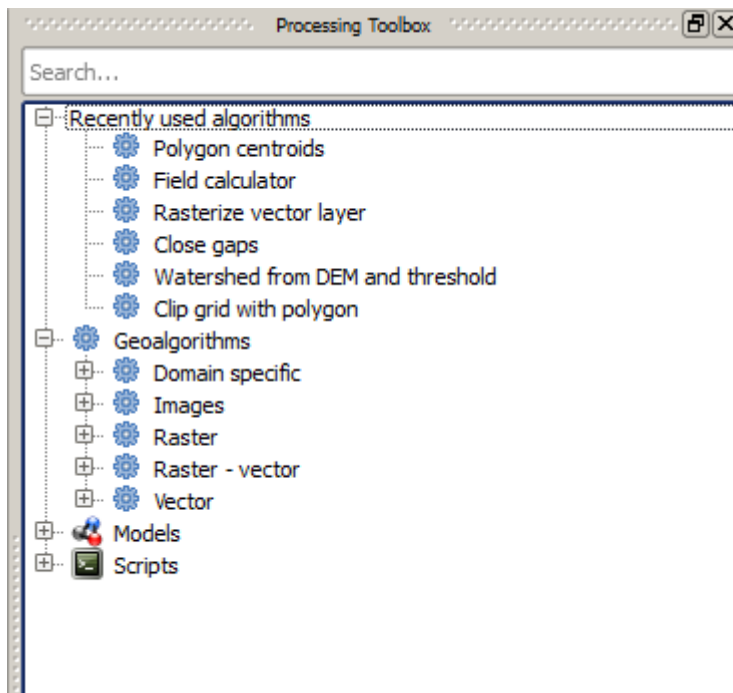 Processing Toolbox
Search...
Recently used algorithms
Polygon centroids
Field calculator
Rasterize vector layer
Close gaps
Watershed from DEM and threshold
Clip grid with polygon
Geoalgorithms
Domain specific
Images
Raster
Raster - vector
Vector
Models
Scripts